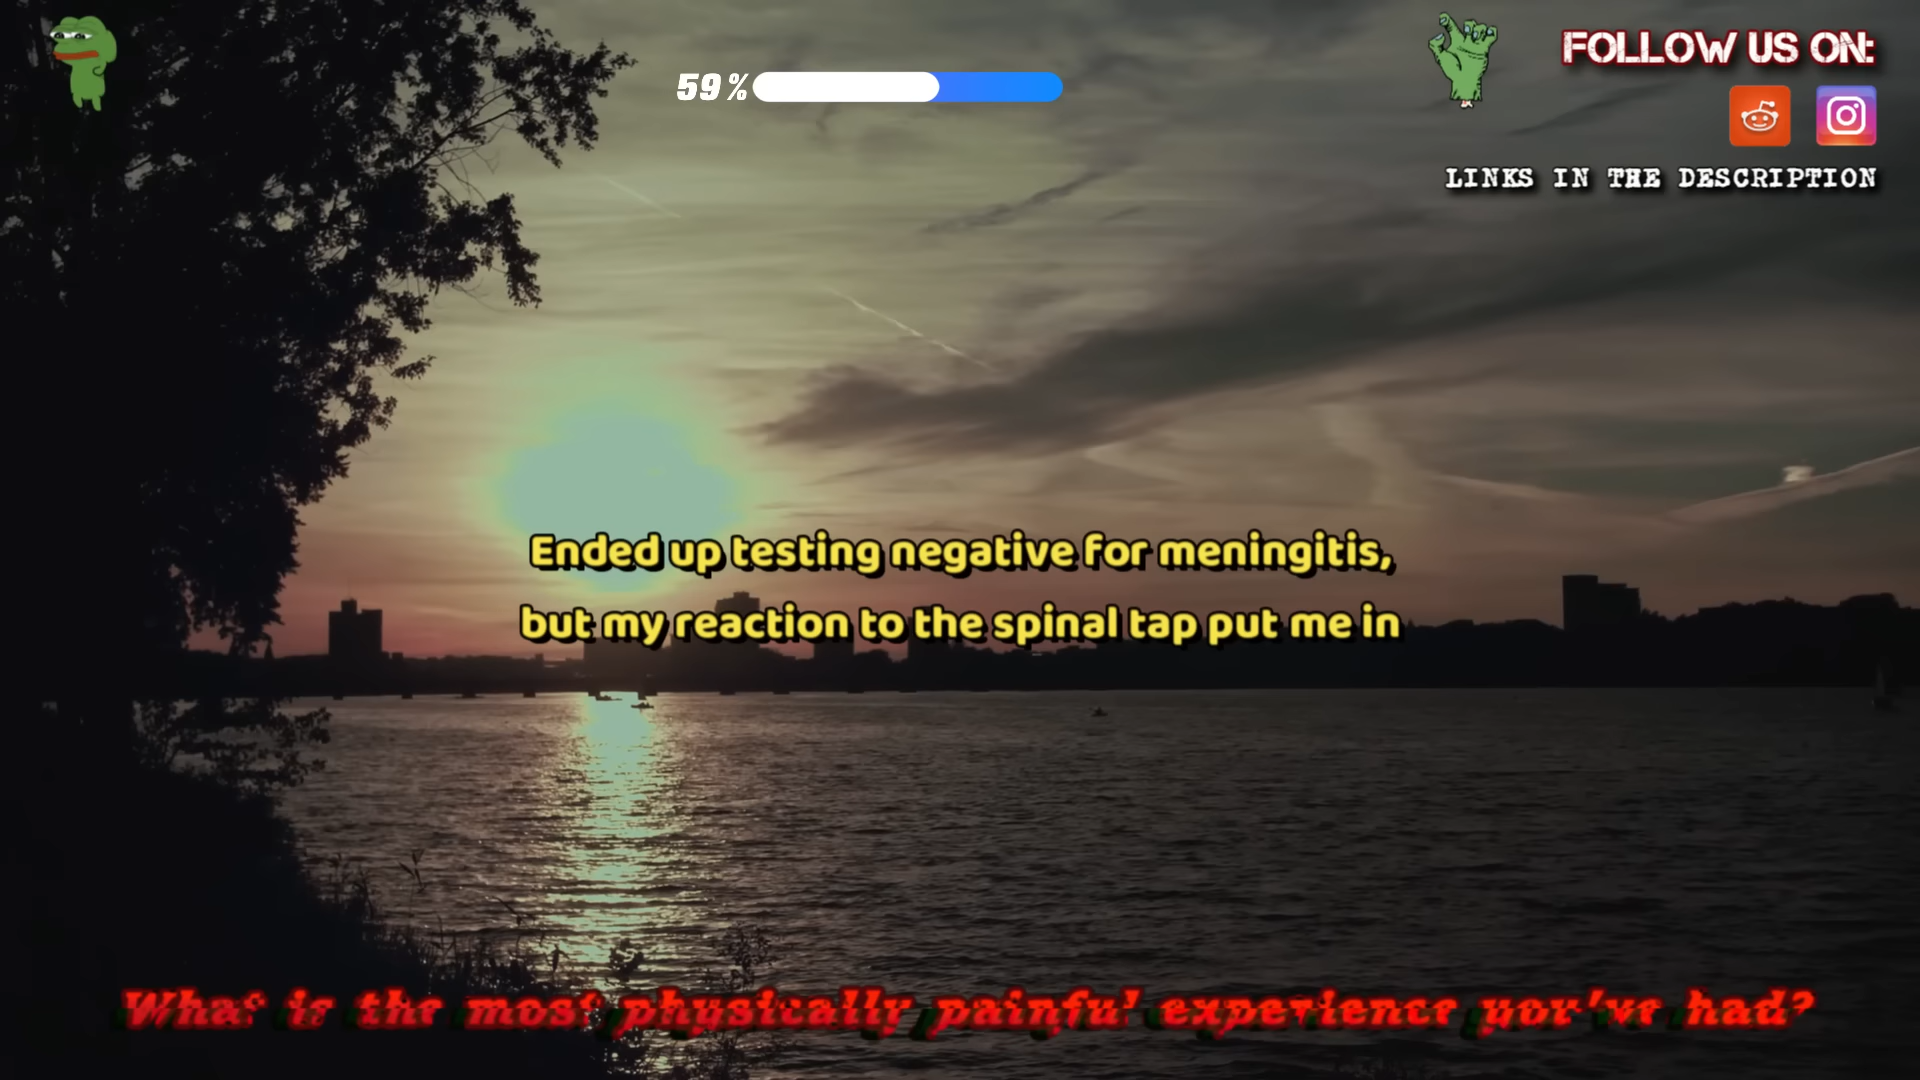 59%
FOLLOW US ON:
LINKS IN THE DESCRIPTION
Ended up testing negative for meningitis,
but my reaction to the spinal tap put me in
What is the most physically painful experience you've had?